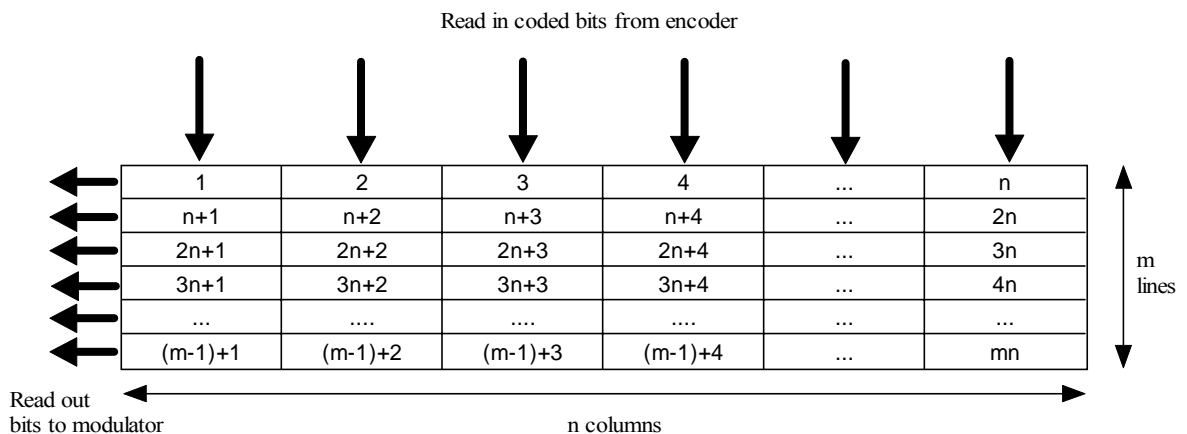 Read in coded bits from encoder
1 2 3 4 ... n
n+1 n+2 n+3 n+4 ... 2n
2n+1 2n+2 2n+3 2n+4 ... 3n
3n+1 3n+2 3n+3 3n+4 ... 4n
... .... .... .... ... ...
(m-1)+1 (m-1)+2 (m-1)+3 (m-1)+4 ... mn
m
lines
Read out
bits to modulator
n columns